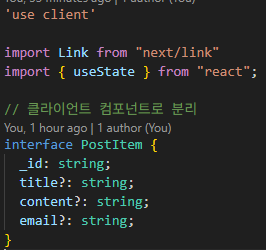 You, 55 minutes ago | 1 author (You)
'use client'
import Link from "next/link"
import { useState } from "react";
// 클라이언트 컴포넌트로 분리
You, 1 hour ago | 1 author (You)
interface PostItem {
_id: string;
title?: string;
content?: string;
email?: string;
}